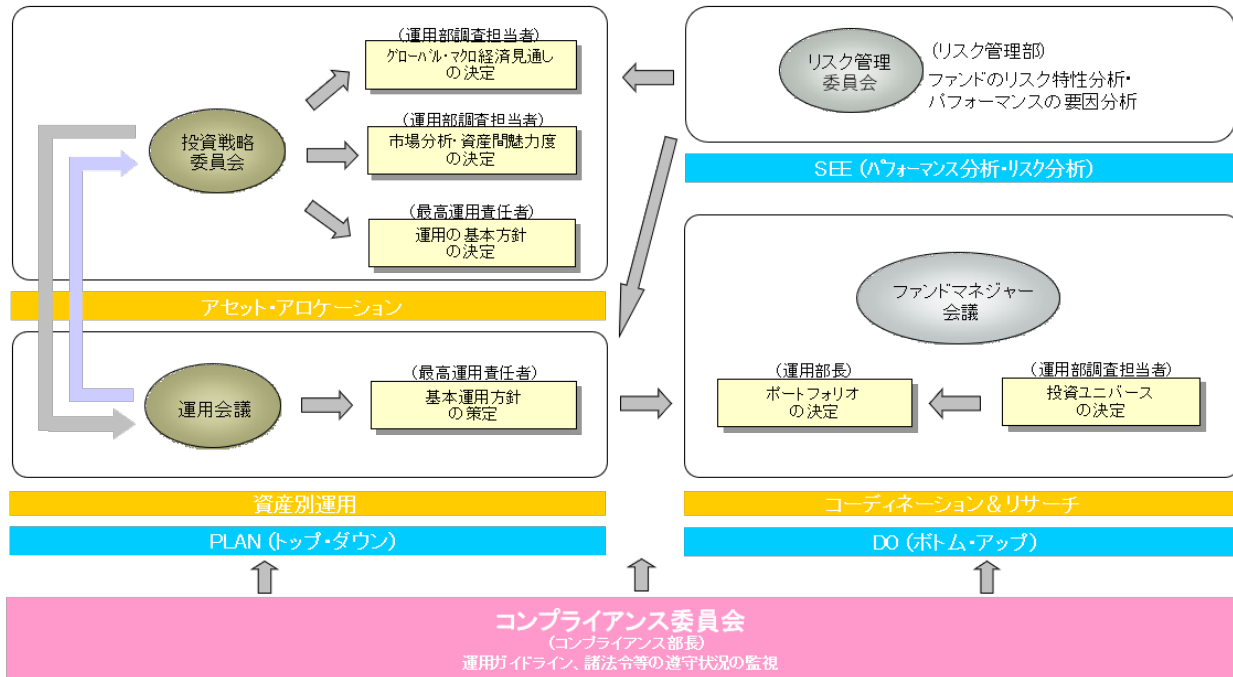 (運用部調査担当者)
グローバル・マクロ経済見通し
の決定
(運用部調査担当者)
市場分析・資産間魅力度
の決定
(最高運用責任者)
運用の基本方針
の決定
投資戦略
委員会
アセット・アロケーション
運用会議
(最高運用責任者)
基本運用方針
の策定
資産別運用
PLAN (トップ・ダウン)
リスク管理
委員会
(リスク管理部)
ファンドのリスク特性分析・
パフォーマンスの要因分析
SEE (パフォーマンス分析・リスク分析)
ファンドマネジャー
会議
(運用部長)
ポートフォリオ
の決定
(運用部調査担当者)
投資ユニバース
の決定
コーディネーション＆リサーチ
DO (ボトム・アップ)
コンプライアンス委員会
(コンプライアンス部長)
運用ガイドライン、諸法令等の遵守状況の監視